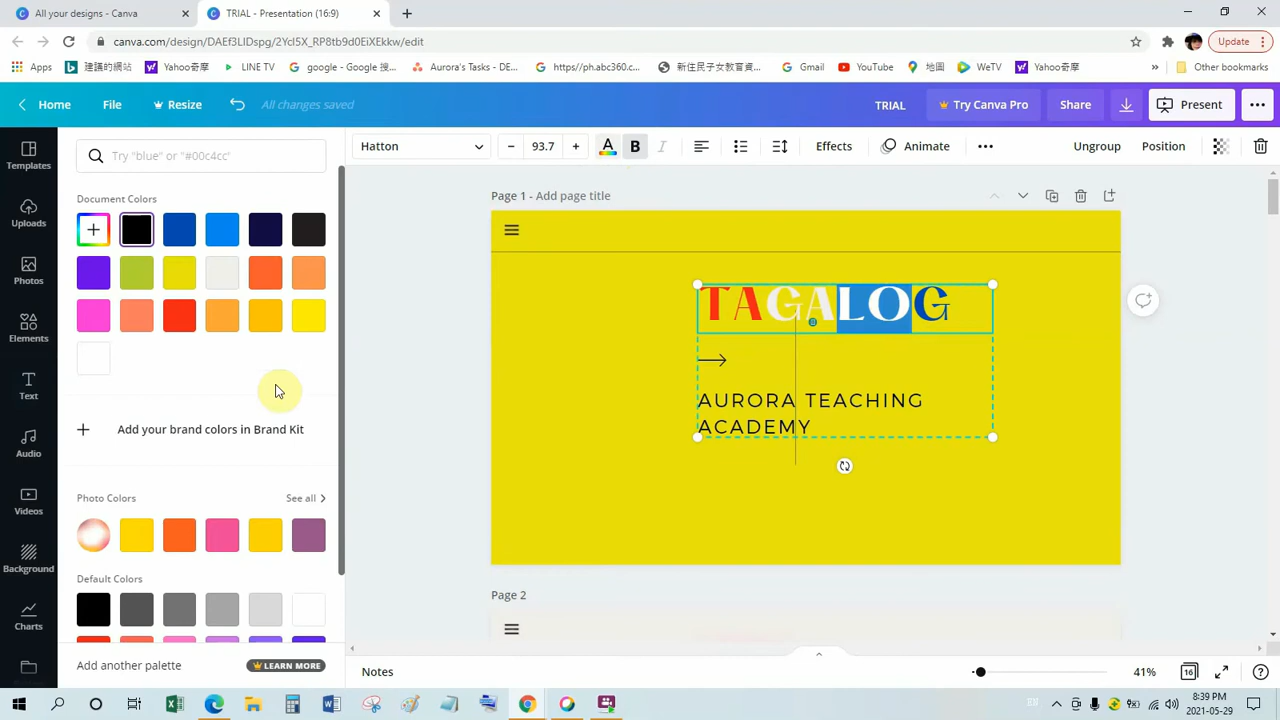 All your designs - Canva
TRIAL - Presentation (16:9)
canva.com/design/DAEf3LIDspg/2Ycl5X_RP8tb9d0EiXEkkw/edit
Update
Apps
建議的網站
Yahoo奇摩
LINE TV
google - Google 搜...
Aurora's Tasks - DE...
https//ph.abc360.c...
新住民子女教育資...
Gmail
YouTube
地圖
WeTV
Yahoo奇摩
Other bookmarks
Home
File
Resize
All changes saved
TRIAL
Try Canva Pro
Share
Present
Templates
Uploads
Photos
Elements
Text
Audio
Videos
Background
Charts
Try "blue" or "#00c4cc"
Document Colors
Add your brand colors in Brand Kit
Photo Colors
See all
Default Colors
Add another palette
LEARN MORE
Hatton
93.7
A
B
I
Effects
Animate
Ungroup
Position
Page 1 - Add page title
TAGALOG
AURORA TEACHING
ACADEMY
Page 2
Notes
41%
16
8:39 PM
2021-05-29